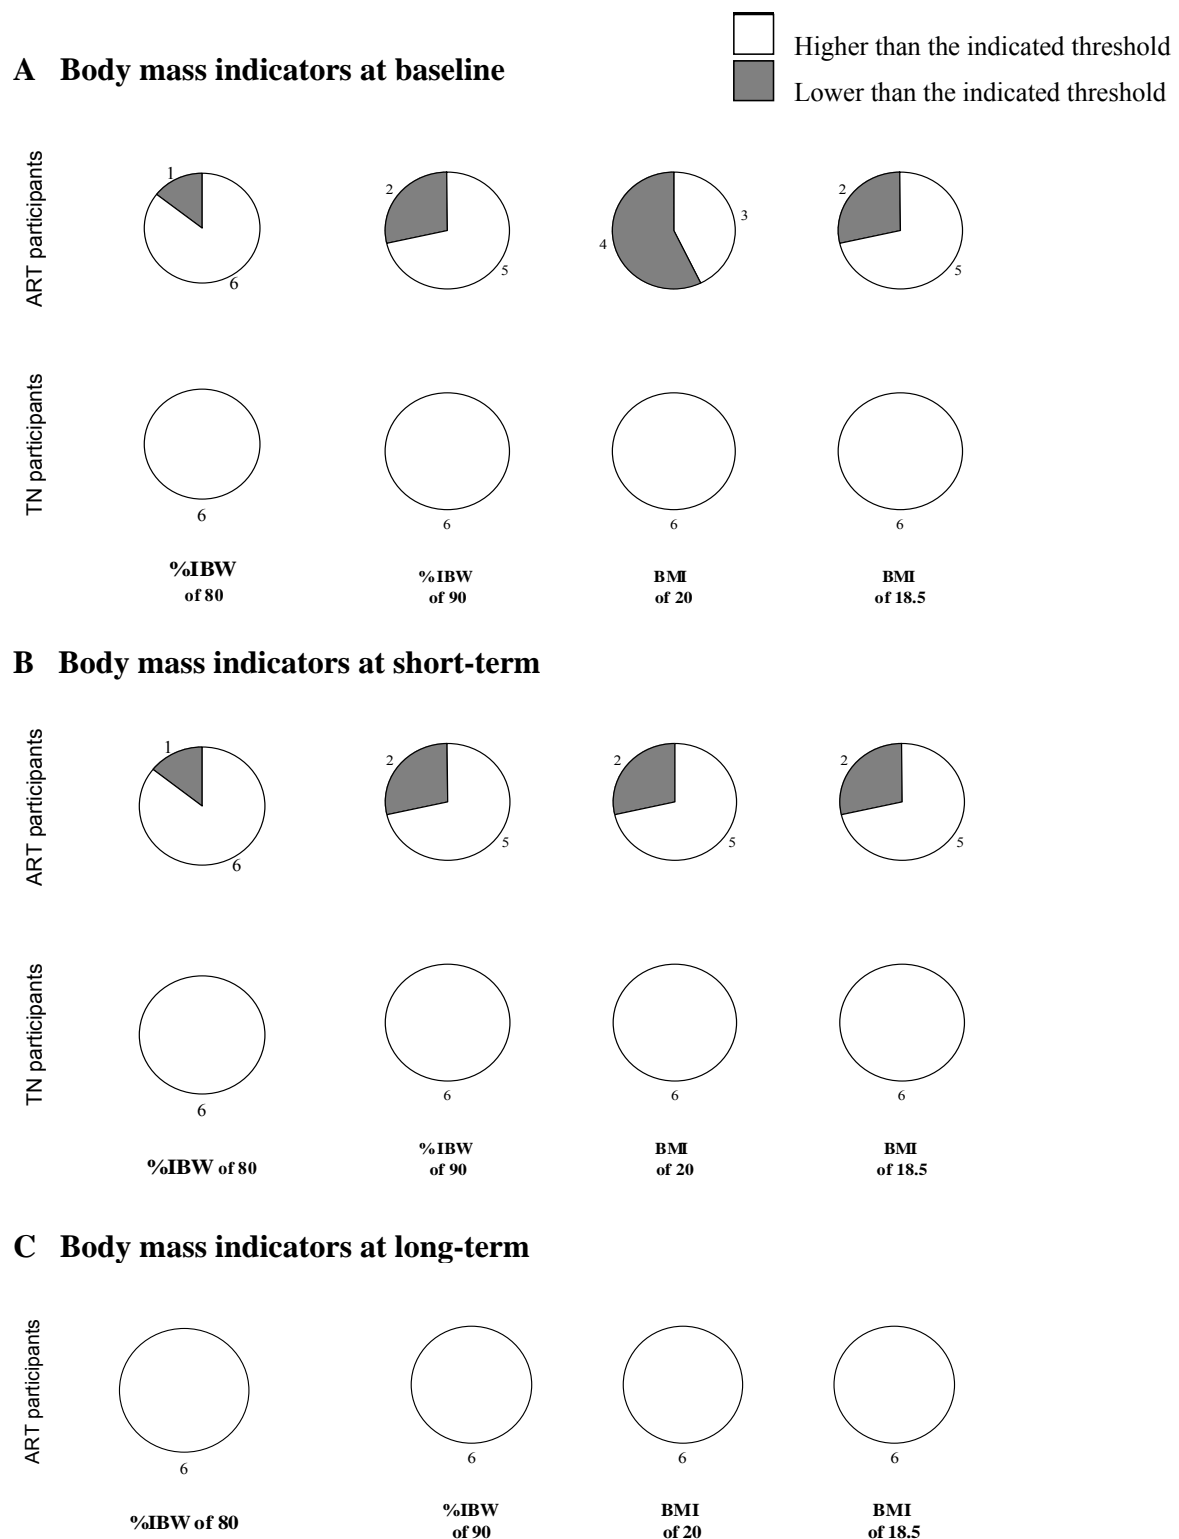 Higher than the indicated threshold
A Body mass indicators at baseline
Lower than the indicated threshold
ART participants
1
6
2
5
3
4
2
5
TN participants
6
6
6
6
%IBW
of 80
%IBW
of 90
BMI
of 20
BMI
of 18.5
B Body mass indicators at short-term
ART participants
1
6
2
5
2
5
2
5
TN participants
6
6
6
6
%IBW of 80
%IBW
of 90
BMI
of 20
BMI
of 18.5
C Body mass indicators at long-term
ART participants
6
6
6
6
%IBW of 80
%IBW
of 90
BMI
of 20
BMI
of 18.5